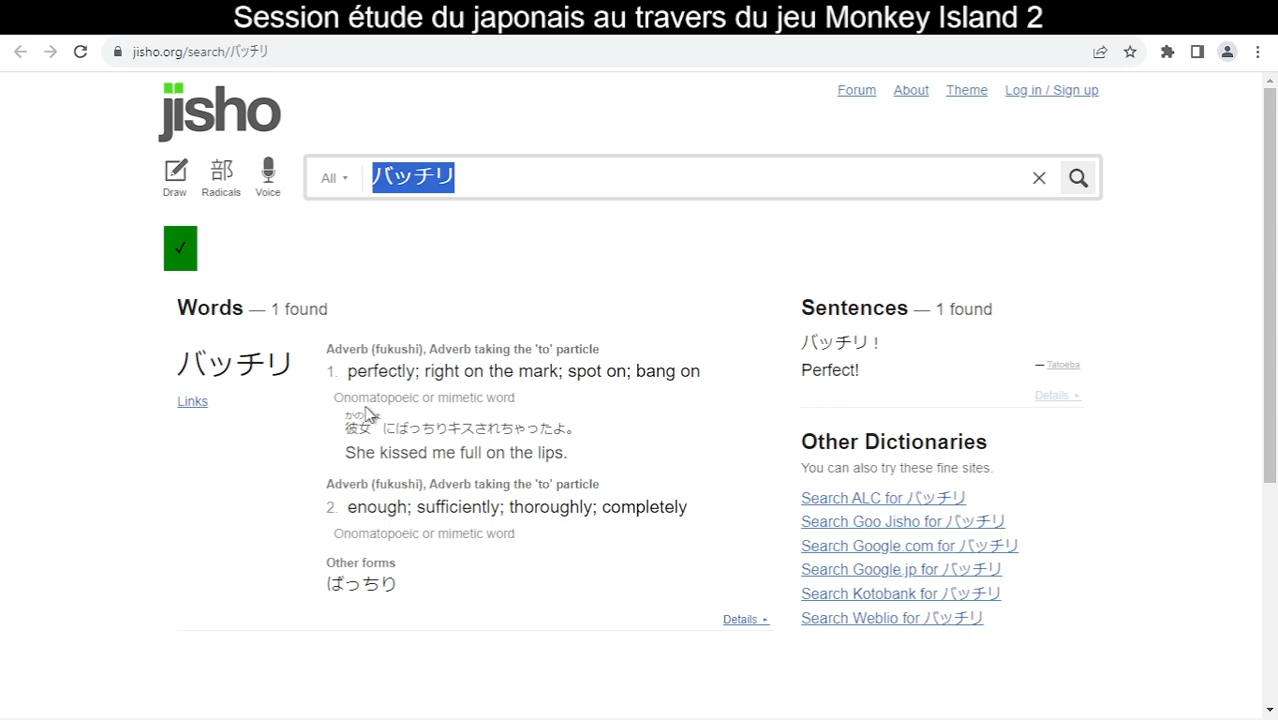 Session étude du japonais au travers du jeu Monkey Island 2
jisho.org/search/バッチリ
jisho
Forum About Theme Log in / Sign up
Draw
部 Radicals
Voice
All バッチリ
✓
Words — 1 found
バッチリ
Links
Adverb (fukushi), Adverb taking the 'to' particle
1. perfectly; right on the mark; spot on; bang on
Onomatopoeic or mimetic word
彼女にばっちりキスされちゃったよ。
She kissed me full on the lips.
Adverb (fukushi), Adverb taking the 'to' particle
2. enough; sufficiently; thoroughly; completely
Onomatopoeic or mimetic word
Other forms
ばっちり
Details
Sentences — 1 found
バッチリ！
Perfect!
— Tatoeba
Details
Other Dictionaries
You can also try these fine sites.
Search ALC for バッチリ
Search Goo Jisho for バッチリ
Search Google.com for バッチリ
Search Google.jp for バッチリ
Search Kotobank for バッチリ
Search Weblio for バッチリ